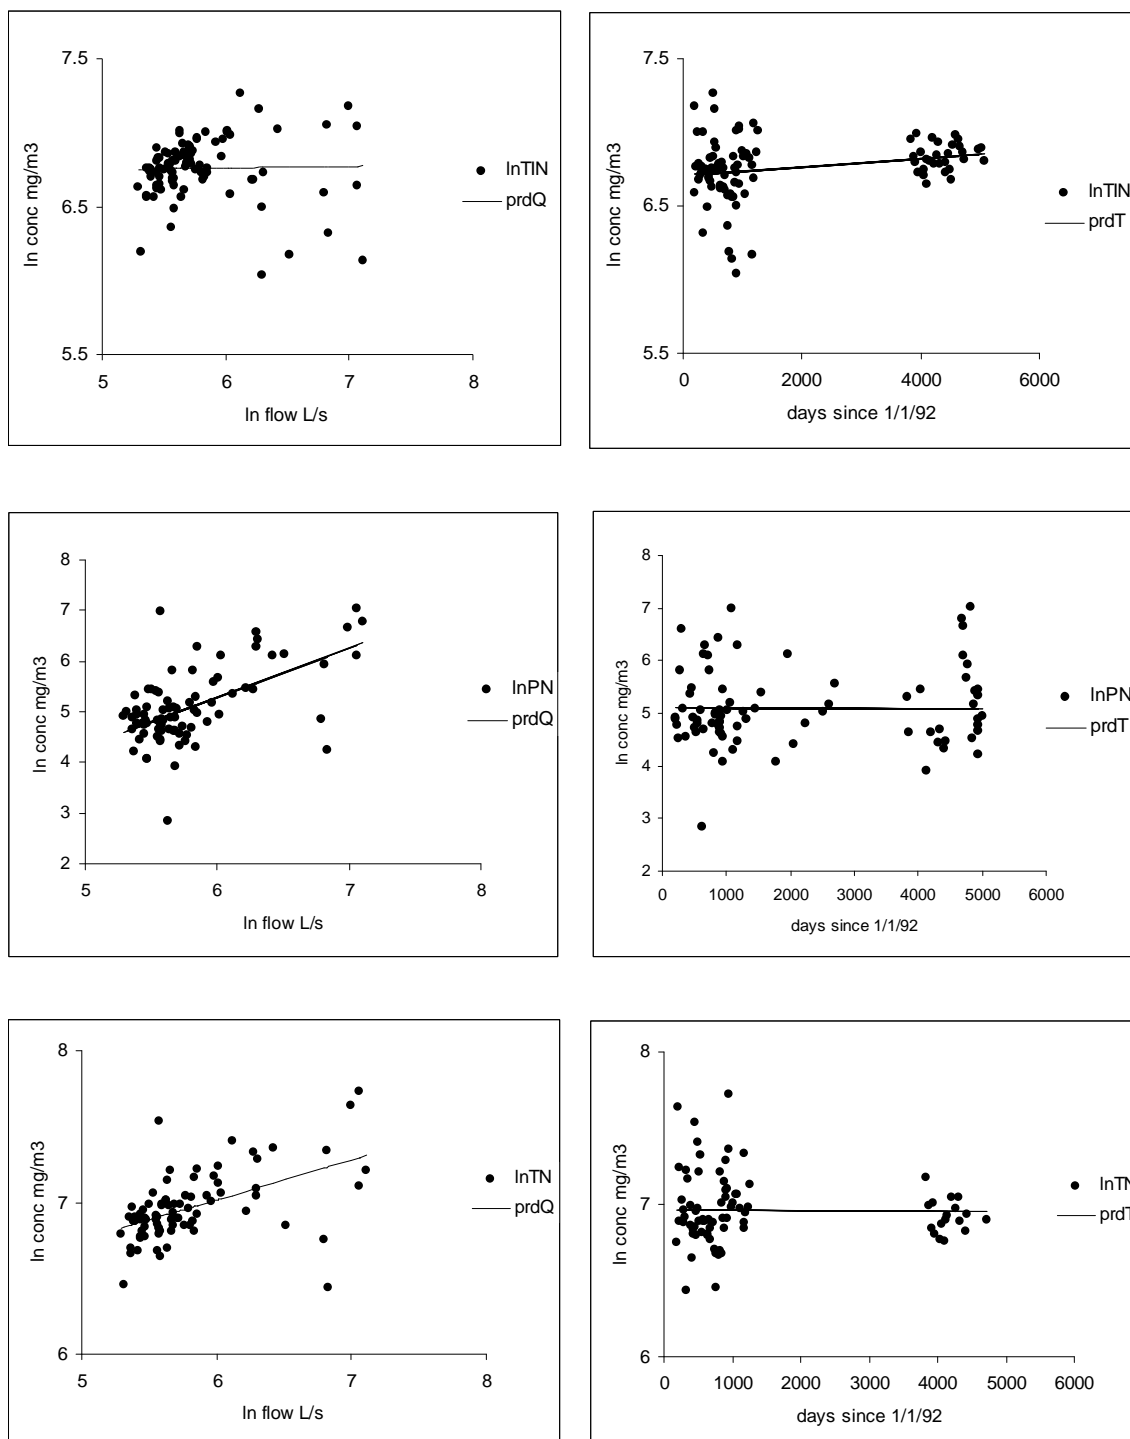 7.5
6.5
5.5
5
6
7
8
ln conc mg/m3
ln flow L/s
lnTIN
prdQ
7.5
6.5
5.5
0
2000
4000
6000
ln conc mg/m3
days since 1/1/92
lnTIN
prdT
8
7
6
5
4
3
2
5
6
7
8
ln conc mg/m3
ln flow L/s
lnPN
prdQ
8
7
6
5
4
3
2
1
0
1000
2000
3000
4000
5000
6000
ln conc mg/m3
days since 1/1/92
lnPN
prdT
8
7
6
5
6
7
8
ln conc mg/m3
ln flow L/s
lnTN
prdQ
8
7
6
0
1000
2000
3000
4000
5000
6000
ln conc mg/m3
days since 1/1/92
lnTN
prdT